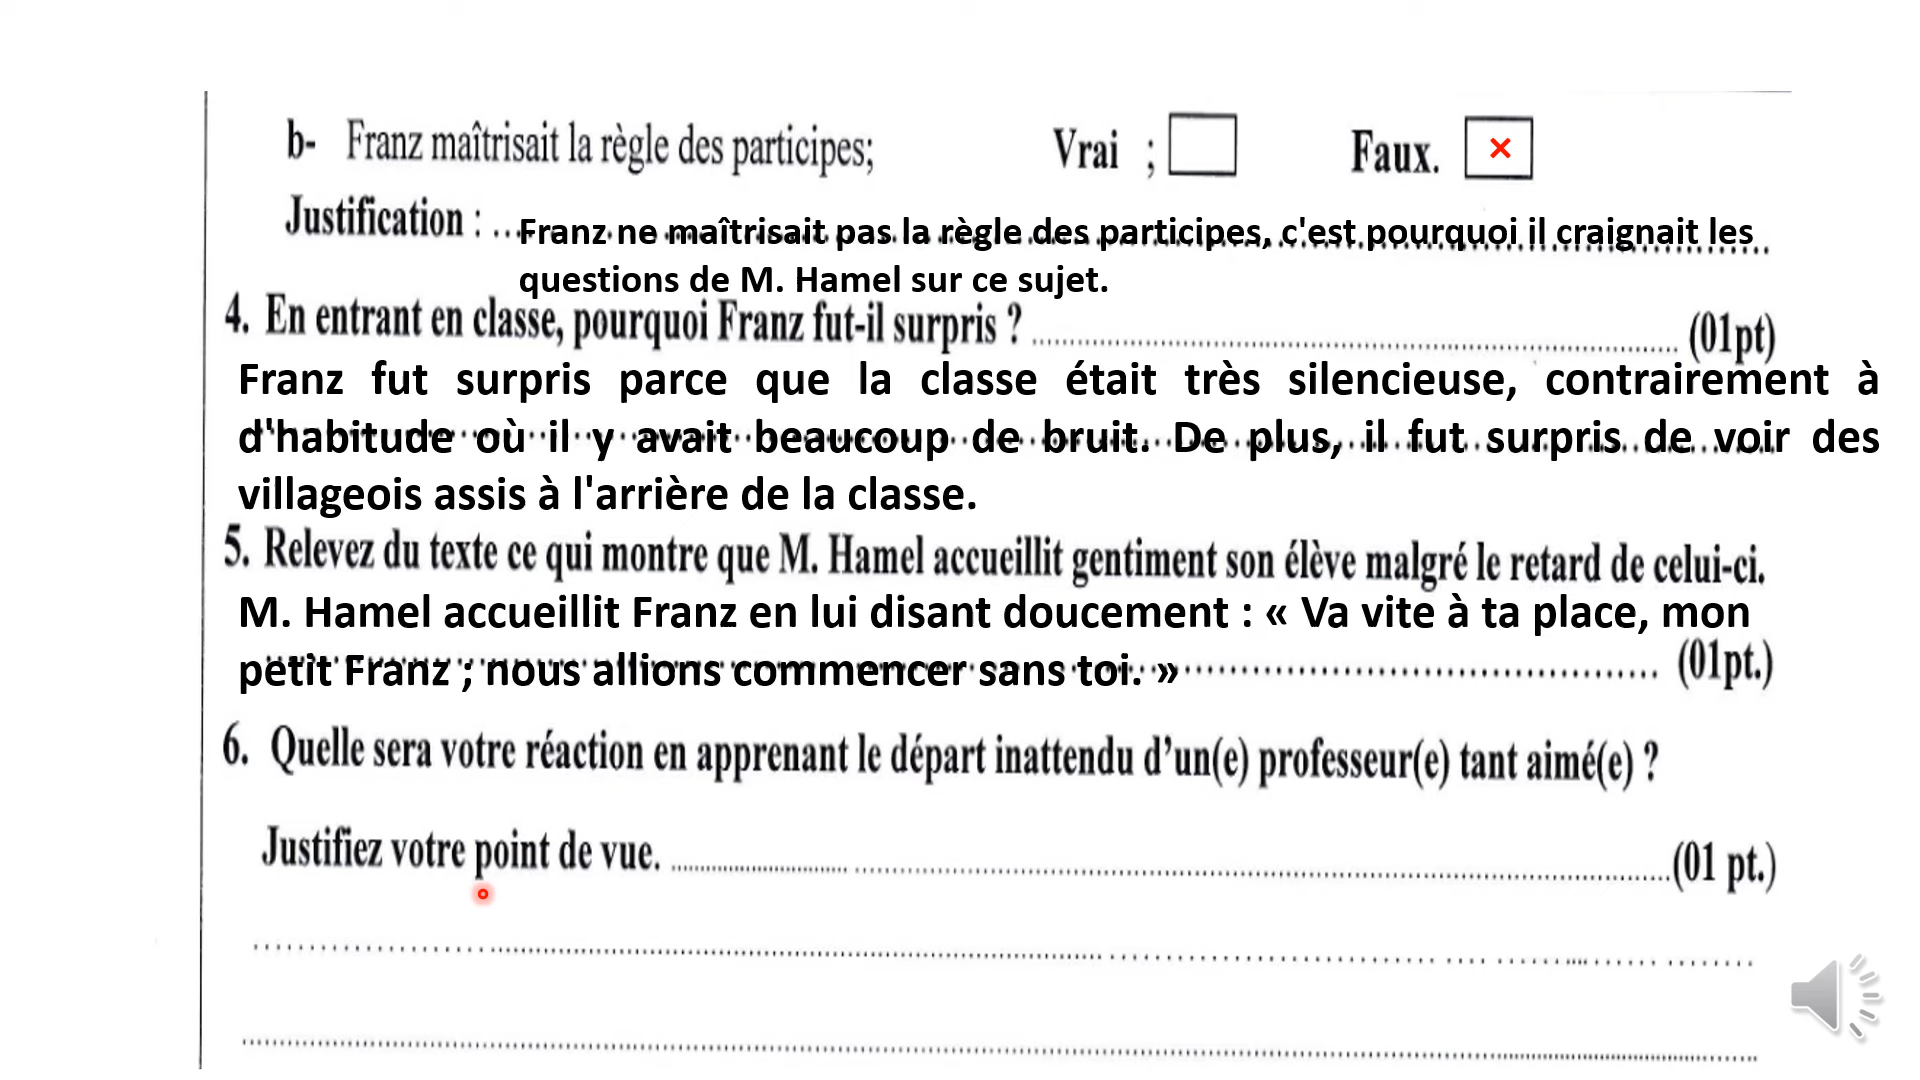 b- Franz maîtrisait la règle des participes; Vrai ; Faux. ×
Justification : Franz ne maîtrisait pas la règle des participes, c'est pourquoi il craignait les
questions de M. Hamel sur ce sujet.
4. En entrant en classe, pourquoi Franz fut-il surpris ? (01pt)
Franz fut surpris parce que la classe était très silencieuse, contrairement à
d'habitude où il y avait beaucoup de bruit. De plus, il fut surpris de voir des
villageois assis à l'arrière de la classe.
5. Relevez du texte ce qui montre que M. Hamel accueillit gentiment son élève malgré le retard de celui-ci.
M. Hamel accueillit Franz en lui disant doucement : « Va vite à ta place, mon
petit Franz ; nous allions commencer sans toi. » (01pt.)
6. Quelle sera votre réaction en apprenant le départ inattendu d’un(e) professeur(e) tant aimé(e) ?
Justifiez votre point de vue. (01 pt.)